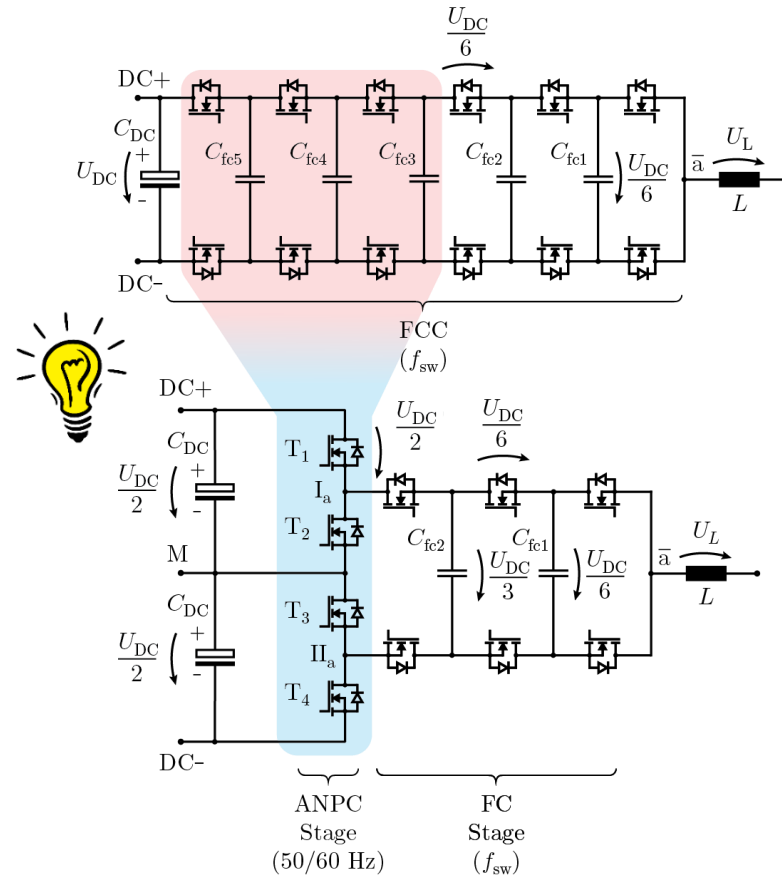 U_DC/6
DC+
C_DC
+
U_DC
-
C_fc5
C_fc4
C_fc3
C_fc2
C_fc1
U_DC/6
a̅
U_L
L
DC-
FCC
(f_sw)
DC+
C_DC
+
U_DC/2
-
T_1
I_a
T_2
U_DC/2
U_DC/6
M
C_fc2
U_DC/3
C_fc1
U_DC/6
a̅
U_L
L
C_DC
+
U_DC/2
-
T_3
II_a
T_4
DC-
ANPC
Stage
(50/60 Hz)
FC
Stage
(f_sw)